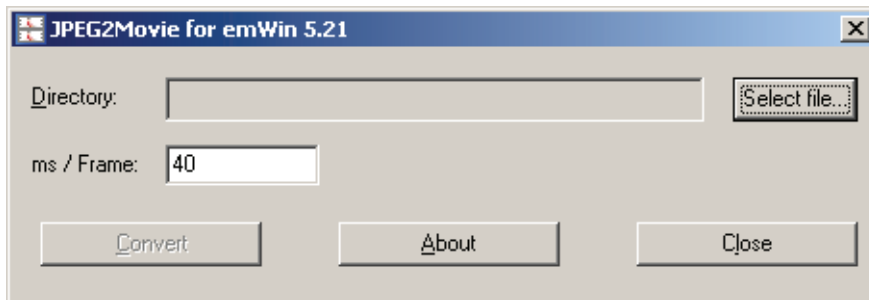 JPEG2Movie for emWin 5.21
Directory: Select file...
ms / Frame: 40
Convert About Close